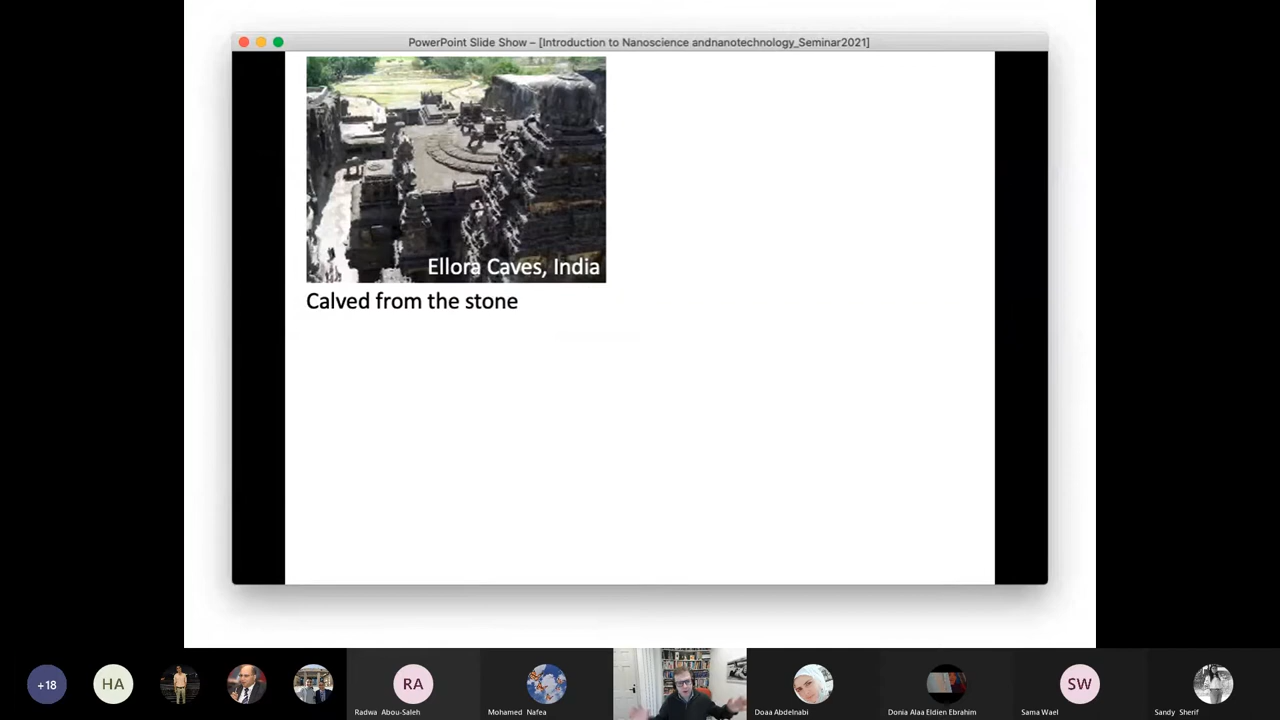 PowerPoint Slide Show – [Introduction to Nanoscience andnanotechnology_Seminar2021]
Ellora Caves, India
Calved from the stone
+18
HA
RA
SW
Radwa Abou-Saleh
Mohamed Nafea
Doaa Abdelnabi
Donia Alaa Eldien Ebrahim
Sama Wael
Sandy Sherif